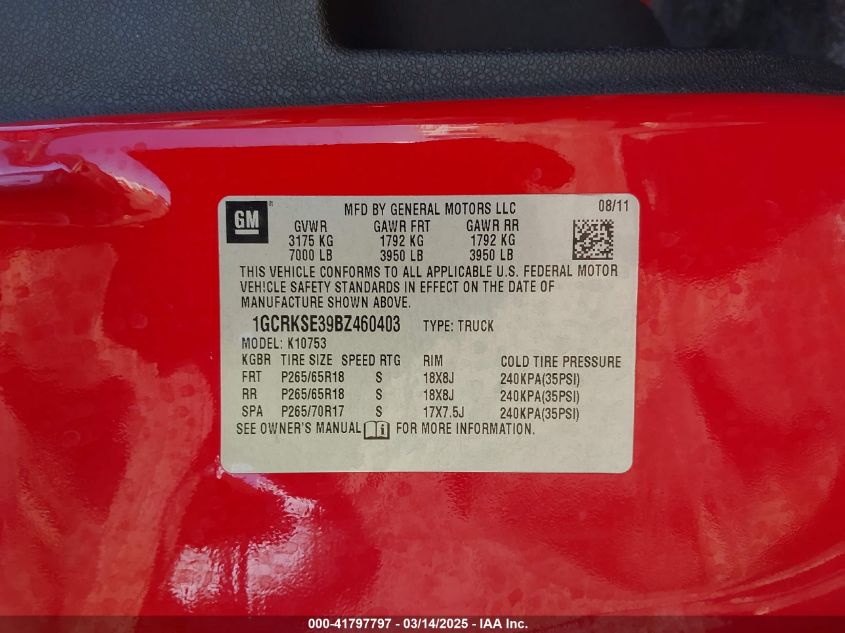 GM ® MFD BY GENERAL MOTORS LLC 08/11
GVWR GAWR FRT GAWR RR
3175 KG 1792 KG 1792 KG
7000 LB 3950 LB 3950 LB
THIS VEHICLE CONFORMS TO ALL APPLICABLE U.S. FEDERAL MOTOR
VEHICLE SAFETY STANDARDS IN EFFECT ON THE DATE OF
MANUFACTURE SHOWN ABOVE.
1GCRKSE39BZ460403 TYPE: TRUCK
MODEL: K10753
KGBR TIRE SIZE SPEED RTG RIM COLD TIRE PRESSURE
FRT P265/65R18 S 18X8J 240KPA(35PSI)
RR P265/65R18 S 18X8J 240KPA(35PSI)
SPA P265/70R17 S 17X7.5J 240KPA(35PSI)
SEE OWNER'S MANUAL i FOR MORE INFORMATION.
000-41797797 - 03/14/2025 - IAA Inc.